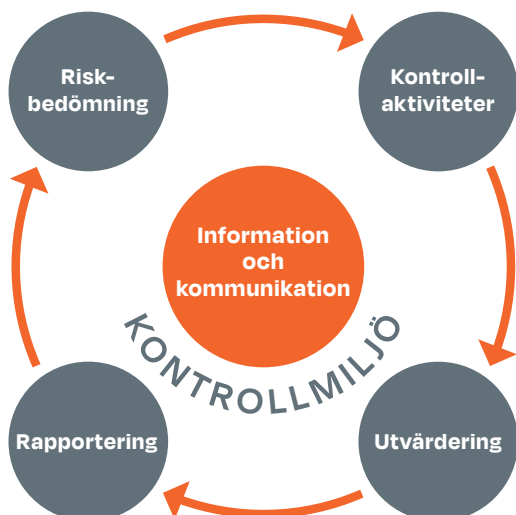 Risk-
bedömning
Kontroll-
aktiviteter
Information
och
kommunikation
KONTROLLMILJÖ
Rapportering
Utvärdering